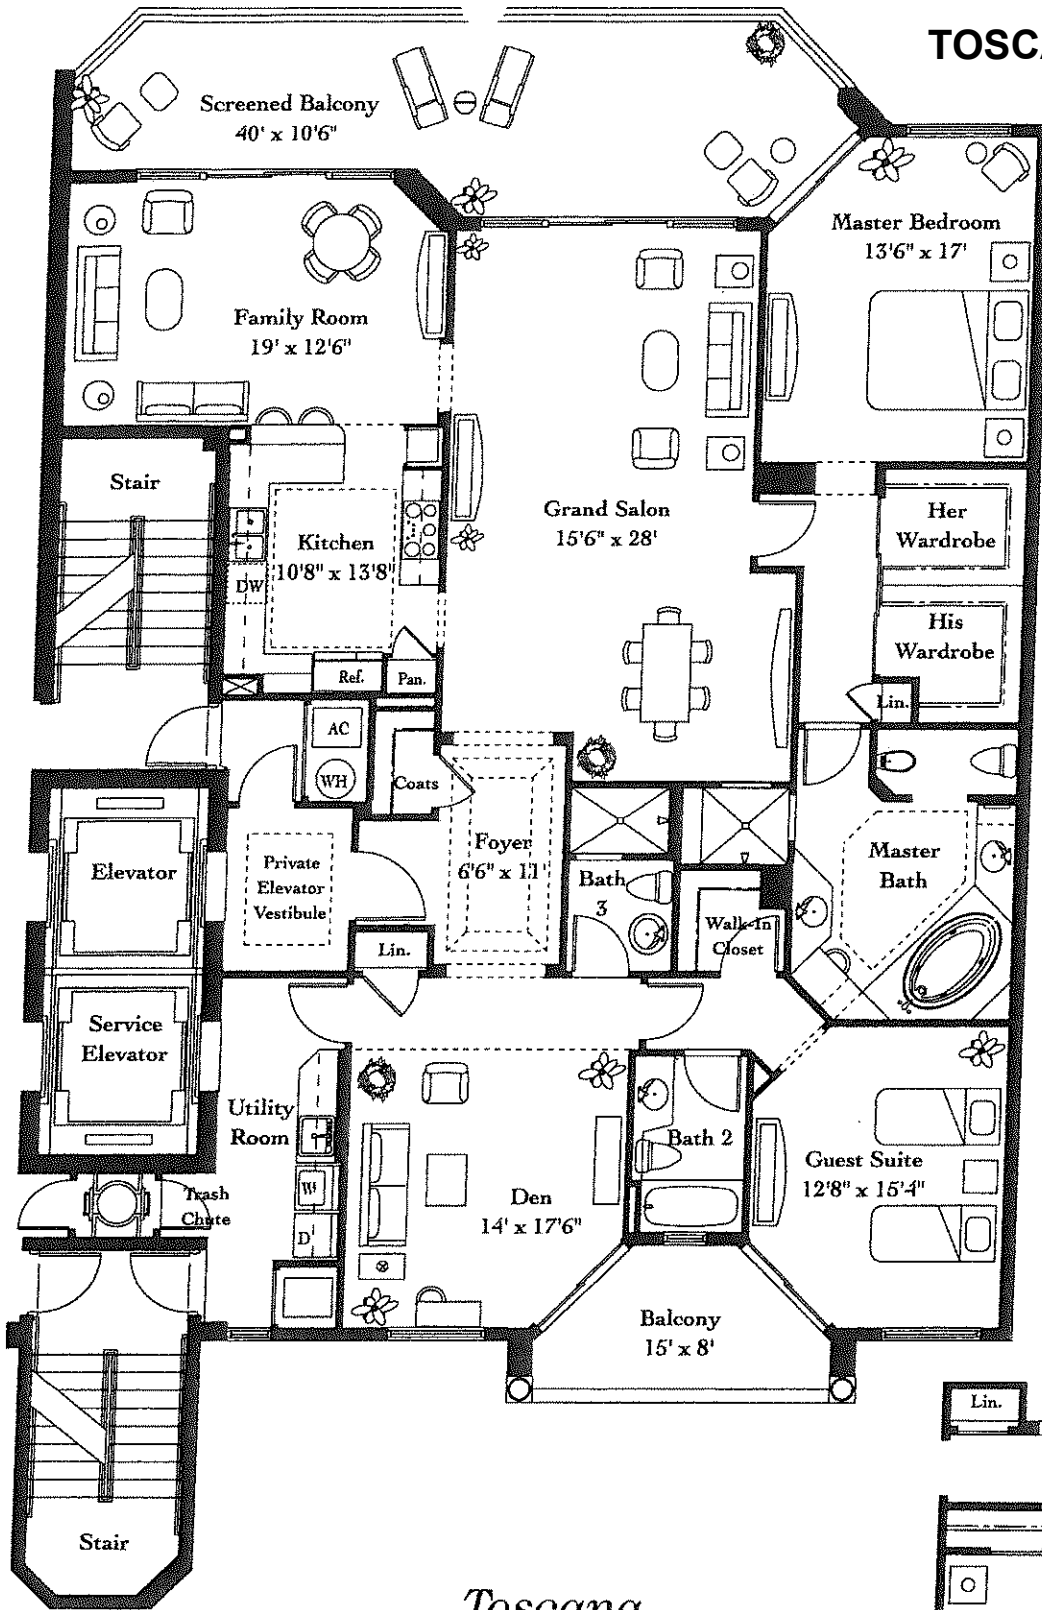 TOSCA
Screened Balcony
40' x 10'6"
Master Bedroom
13'6" x 17'
Family Room
19' x 12'6"
Stair
Grand Salon
15'6" x 28'
Her
Wardrobe
Kitchen
10'8" x 13'8"
DW
His
Wardrobe
Ref.
Pan.
Lin.
AC
WH
Coats
Elevator
Private
Elevator
Vestibule
Foyer
6'6" x 11'
Bath
3
Master
Bath
Walk-In
Closet
Lin.
Service
Elevator
Utility
Room
Bath 2
Guest Suite
12'8" x 15'4"
W
Den
14' x 17'6"
Trash
Chute
D
Balcony
15' x 8'
Lin.
Stair
Toscana